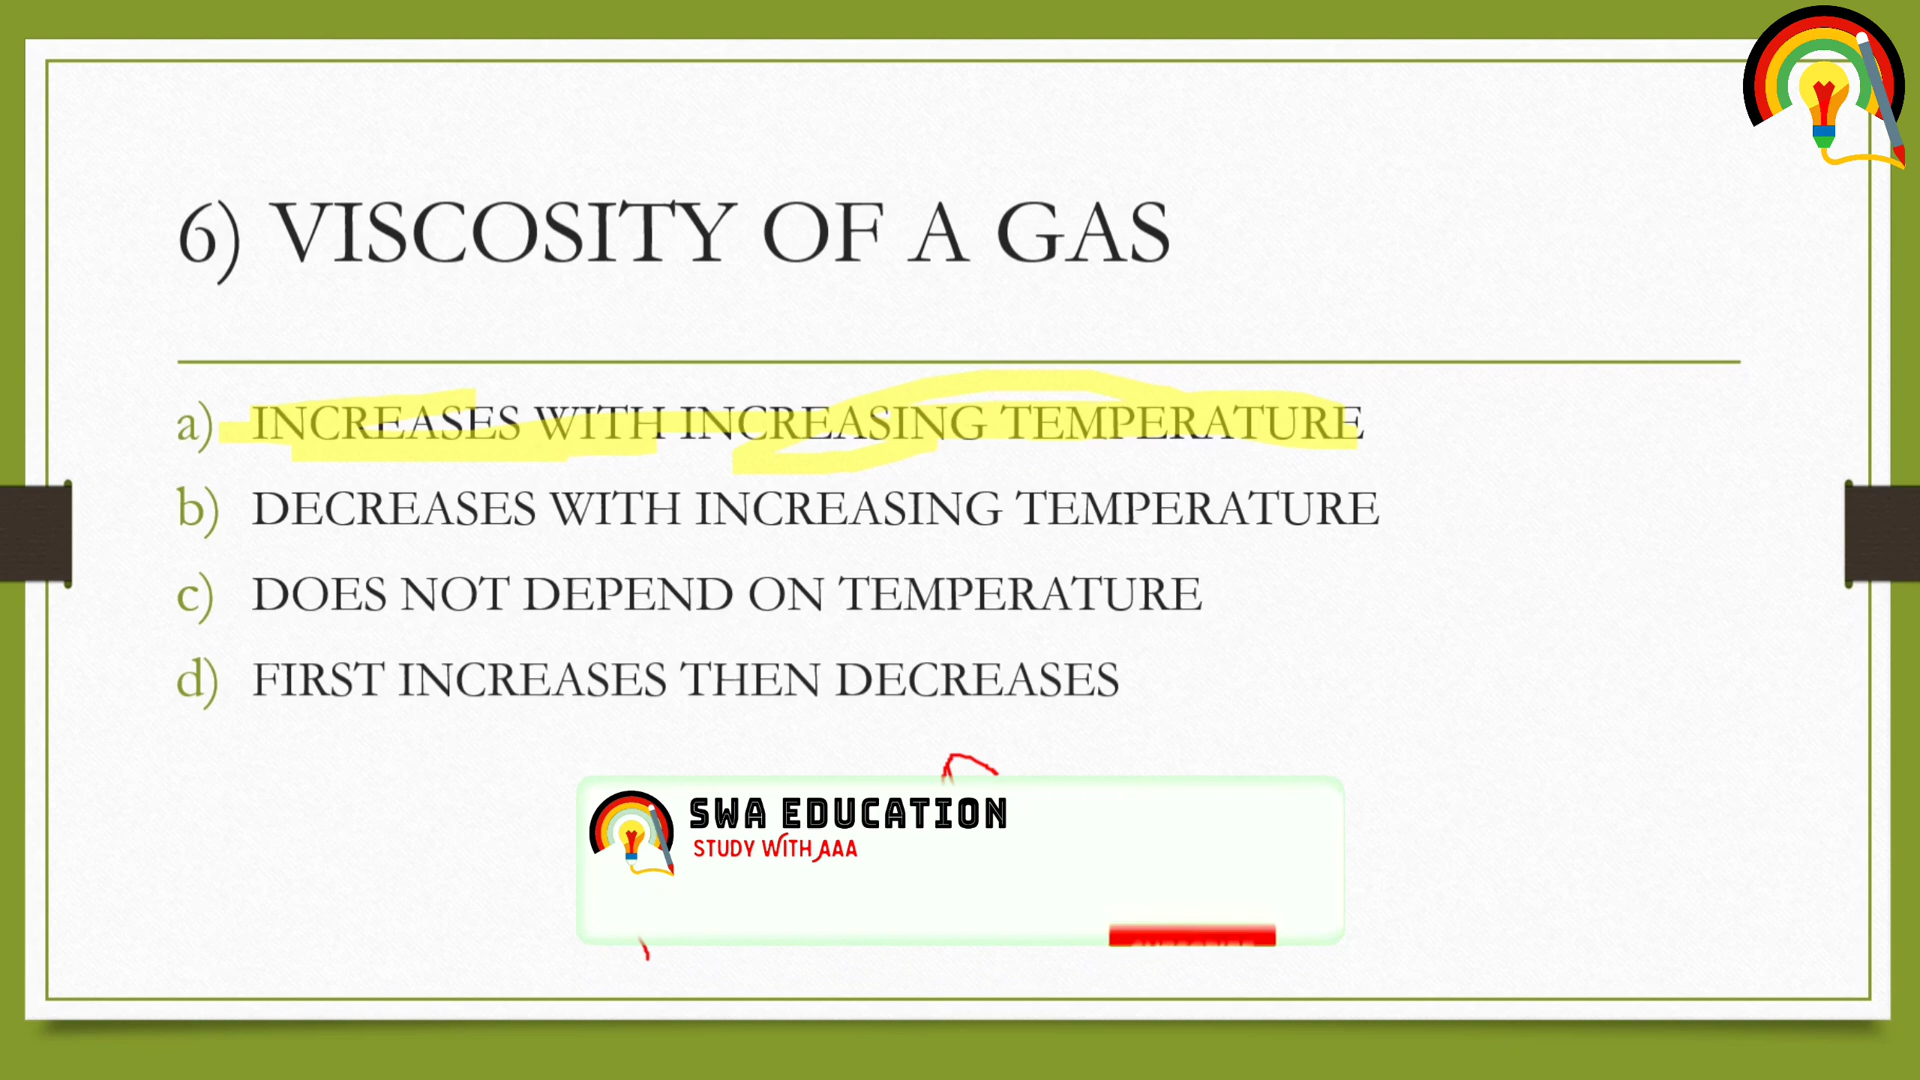 6) VISCOSITY OF A GAS
a) INCREASES WITH INCREASING TEMPERATURE
b) DECREASES WITH INCREASING TEMPERATURE
c) DOES NOT DEPEND ON TEMPERATURE
d) FIRST INCREASES THEN DECREASES
SWA EDUCATION
STUDY WITH AAA